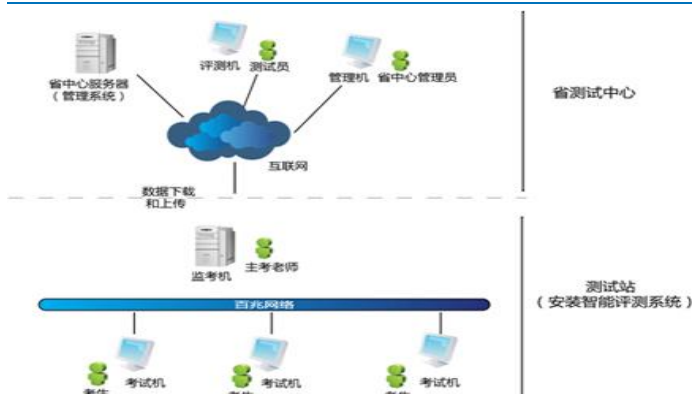 评测机 测试员
管理机 省中心管理员
省中心服务器
（管理系统）
省测试中心
互联网
数据下载
和上传
监考机 主考老师
百兆网络
测试站
（安装智能评测系统）
考试机
考试机
考试机